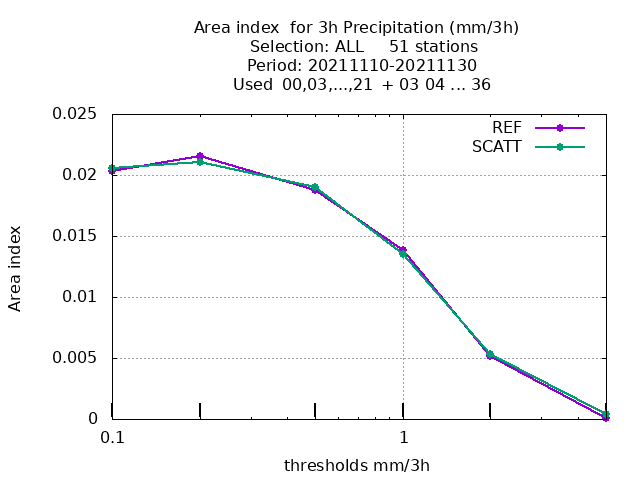 Area index  for 3h Precipitation (mm/3h)
Selection: ALL     51 stations
Period: 20211110-20211130
Used  00,03,...,21  + 03 04 ... 36
0.025
REF
SCATT
0.02
0.015
0.01
0.005
0
0.1
1
Area index
thresholds mm/3h